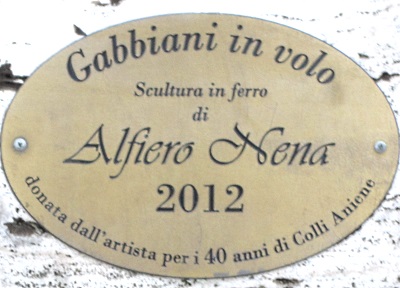 Gabbiani in volo
Scultura in ferro
di
Alfiero Nena
2012
donata dall'artista per i 40 anni di Colli Aniene